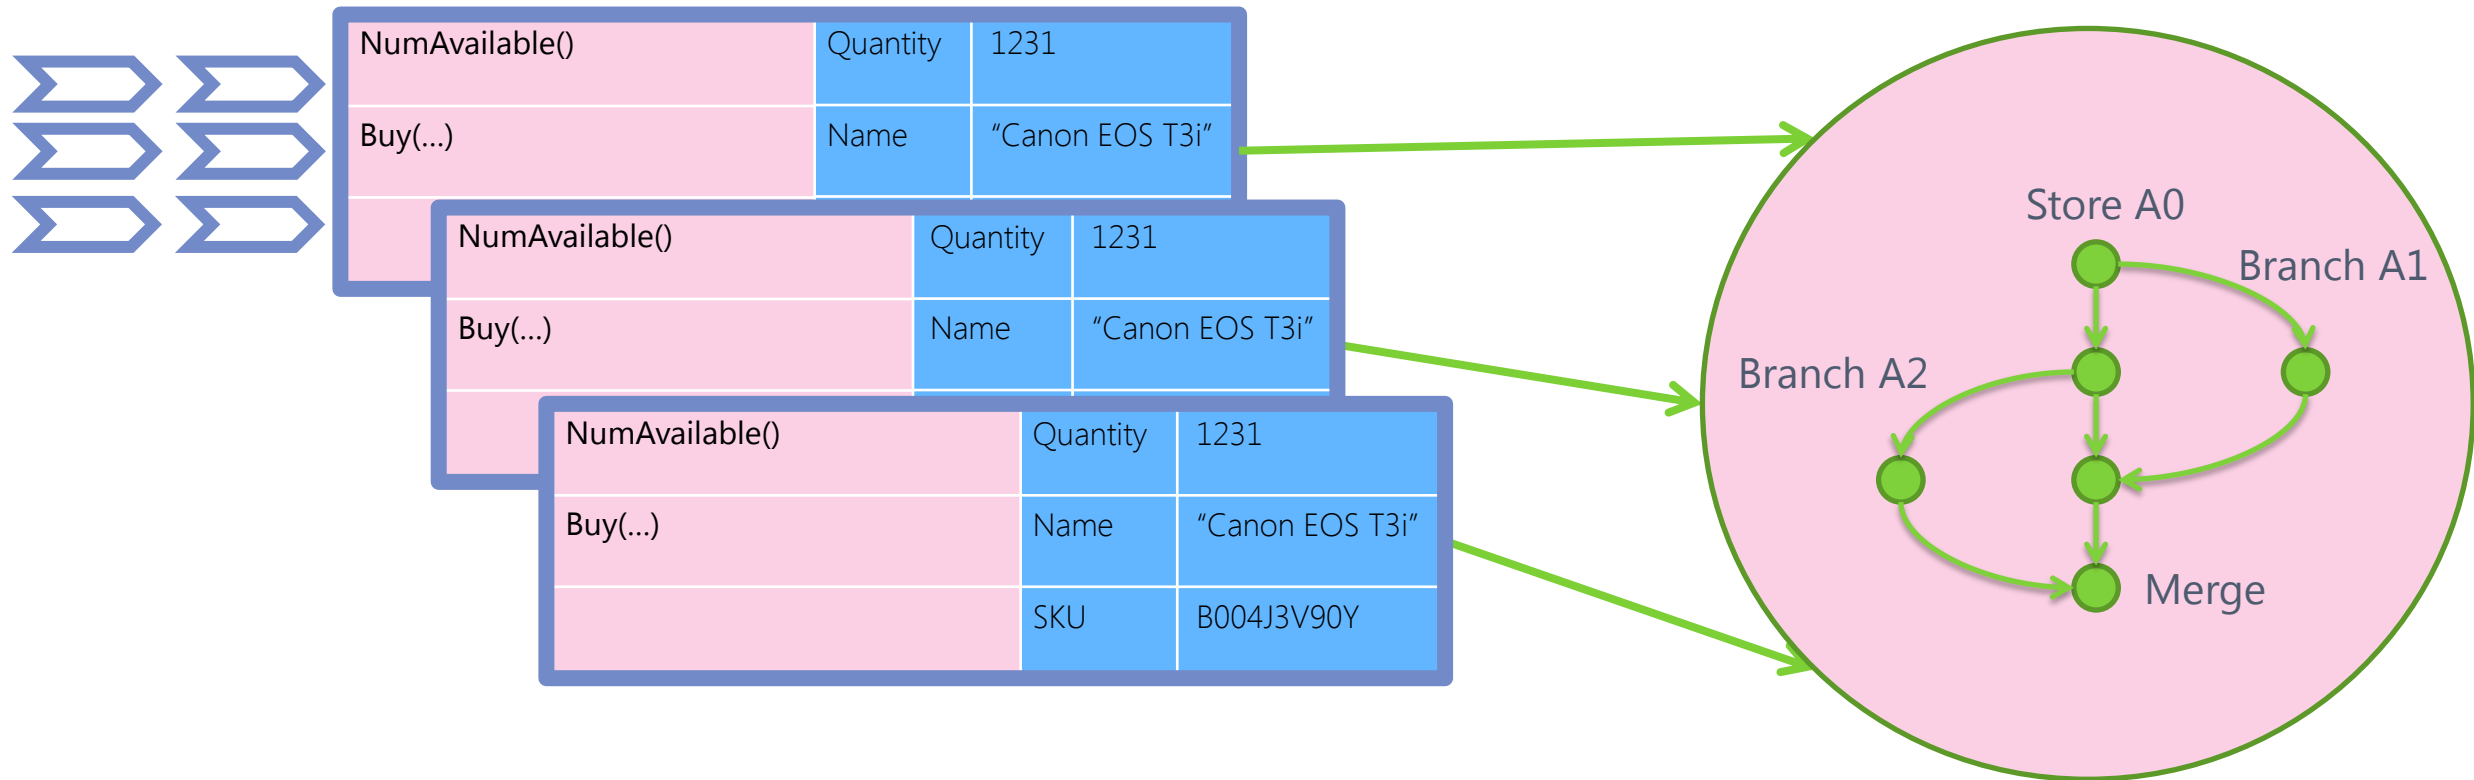 NumAvailable() Quantity 1231
Buy(...) Name “Canon EOS T3i”
NumAvailable() Quantity 1231
Buy(...) Name “Canon EOS T3i”
NumAvailable() Quantity 1231
Buy(...) Name “Canon EOS T3i”
SKU B004J3V90Y
Store A0
Branch A1
Branch A2
Merge